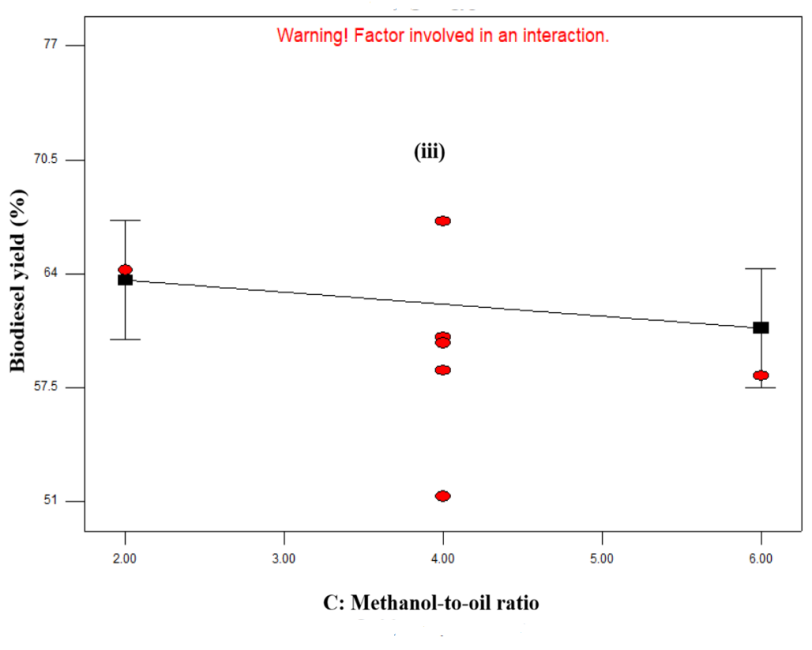 Warning! Factor involved in an interaction.
77
70.5
(iii)
64
57.5
51
Biodiesel yield (%)
2.00 3.00 4.00 5.00 6.00
C: Methanol-to-oil ratio